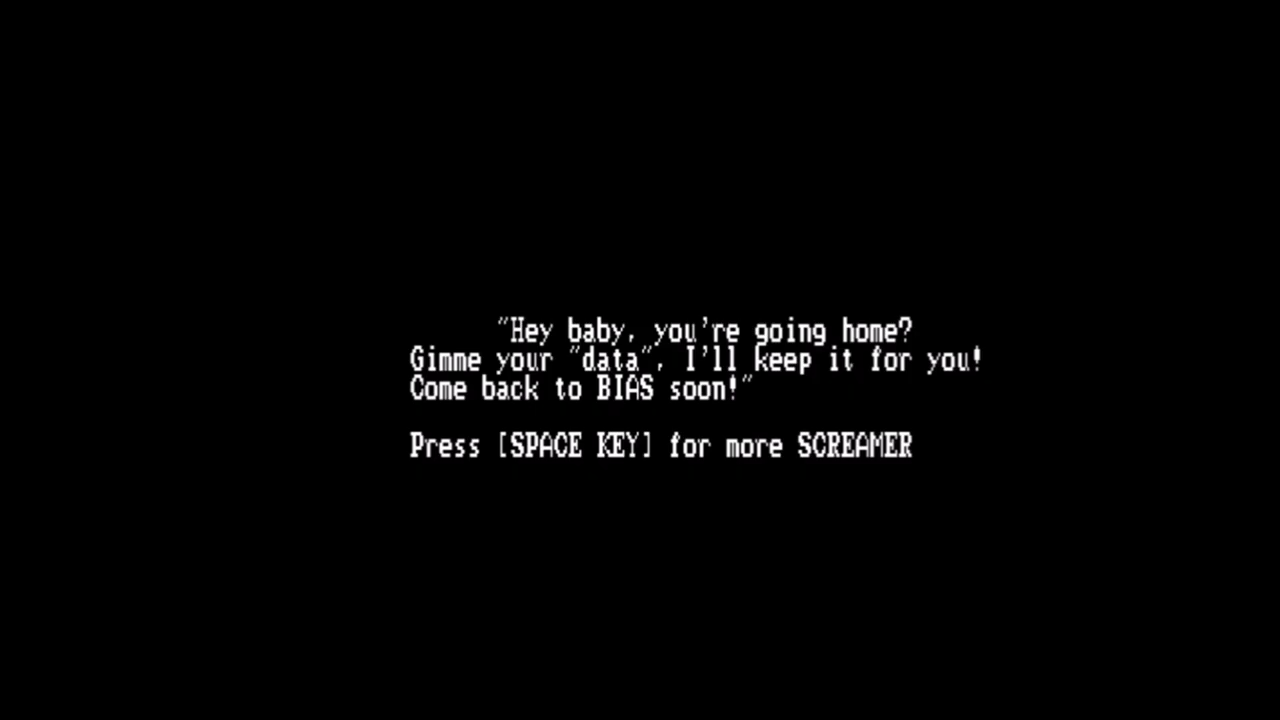 "Hey baby, you're going home?
Gimme your "data", I'll keep it for you!
Come back to BIAS soon!"
Press [SPACE KEY] for more SCREAMER